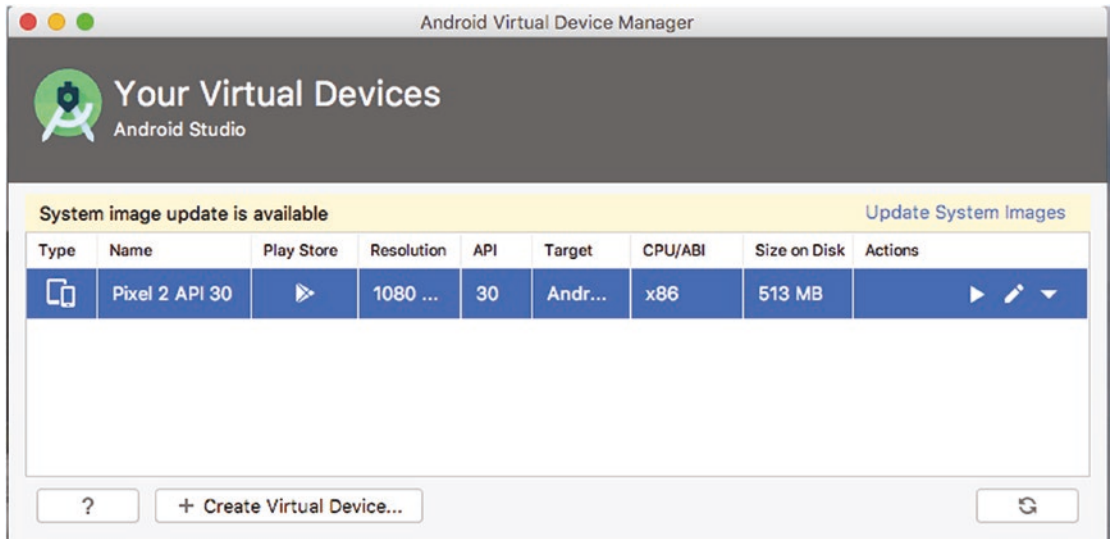 Android Virtual Device Manager
Your Virtual Devices
Android Studio
System image update is available Update System Images
Type Name Play Store Resolution API Target CPU/ABI Size on Disk Actions
Pixel 2 API 30 1080 ... 30 Andr... x86 513 MB
? + Create Virtual Device...